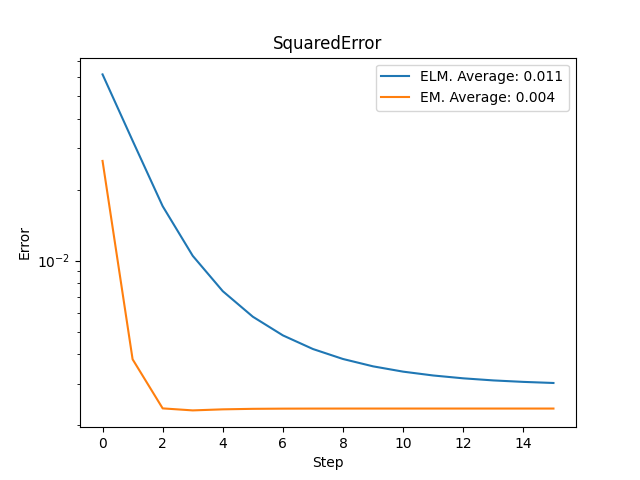 SquaredError
ELM. Average: 0.011
EM. Average: 0.004
Error
10⁻²
0 2 4 6 8 10 12 14
Step